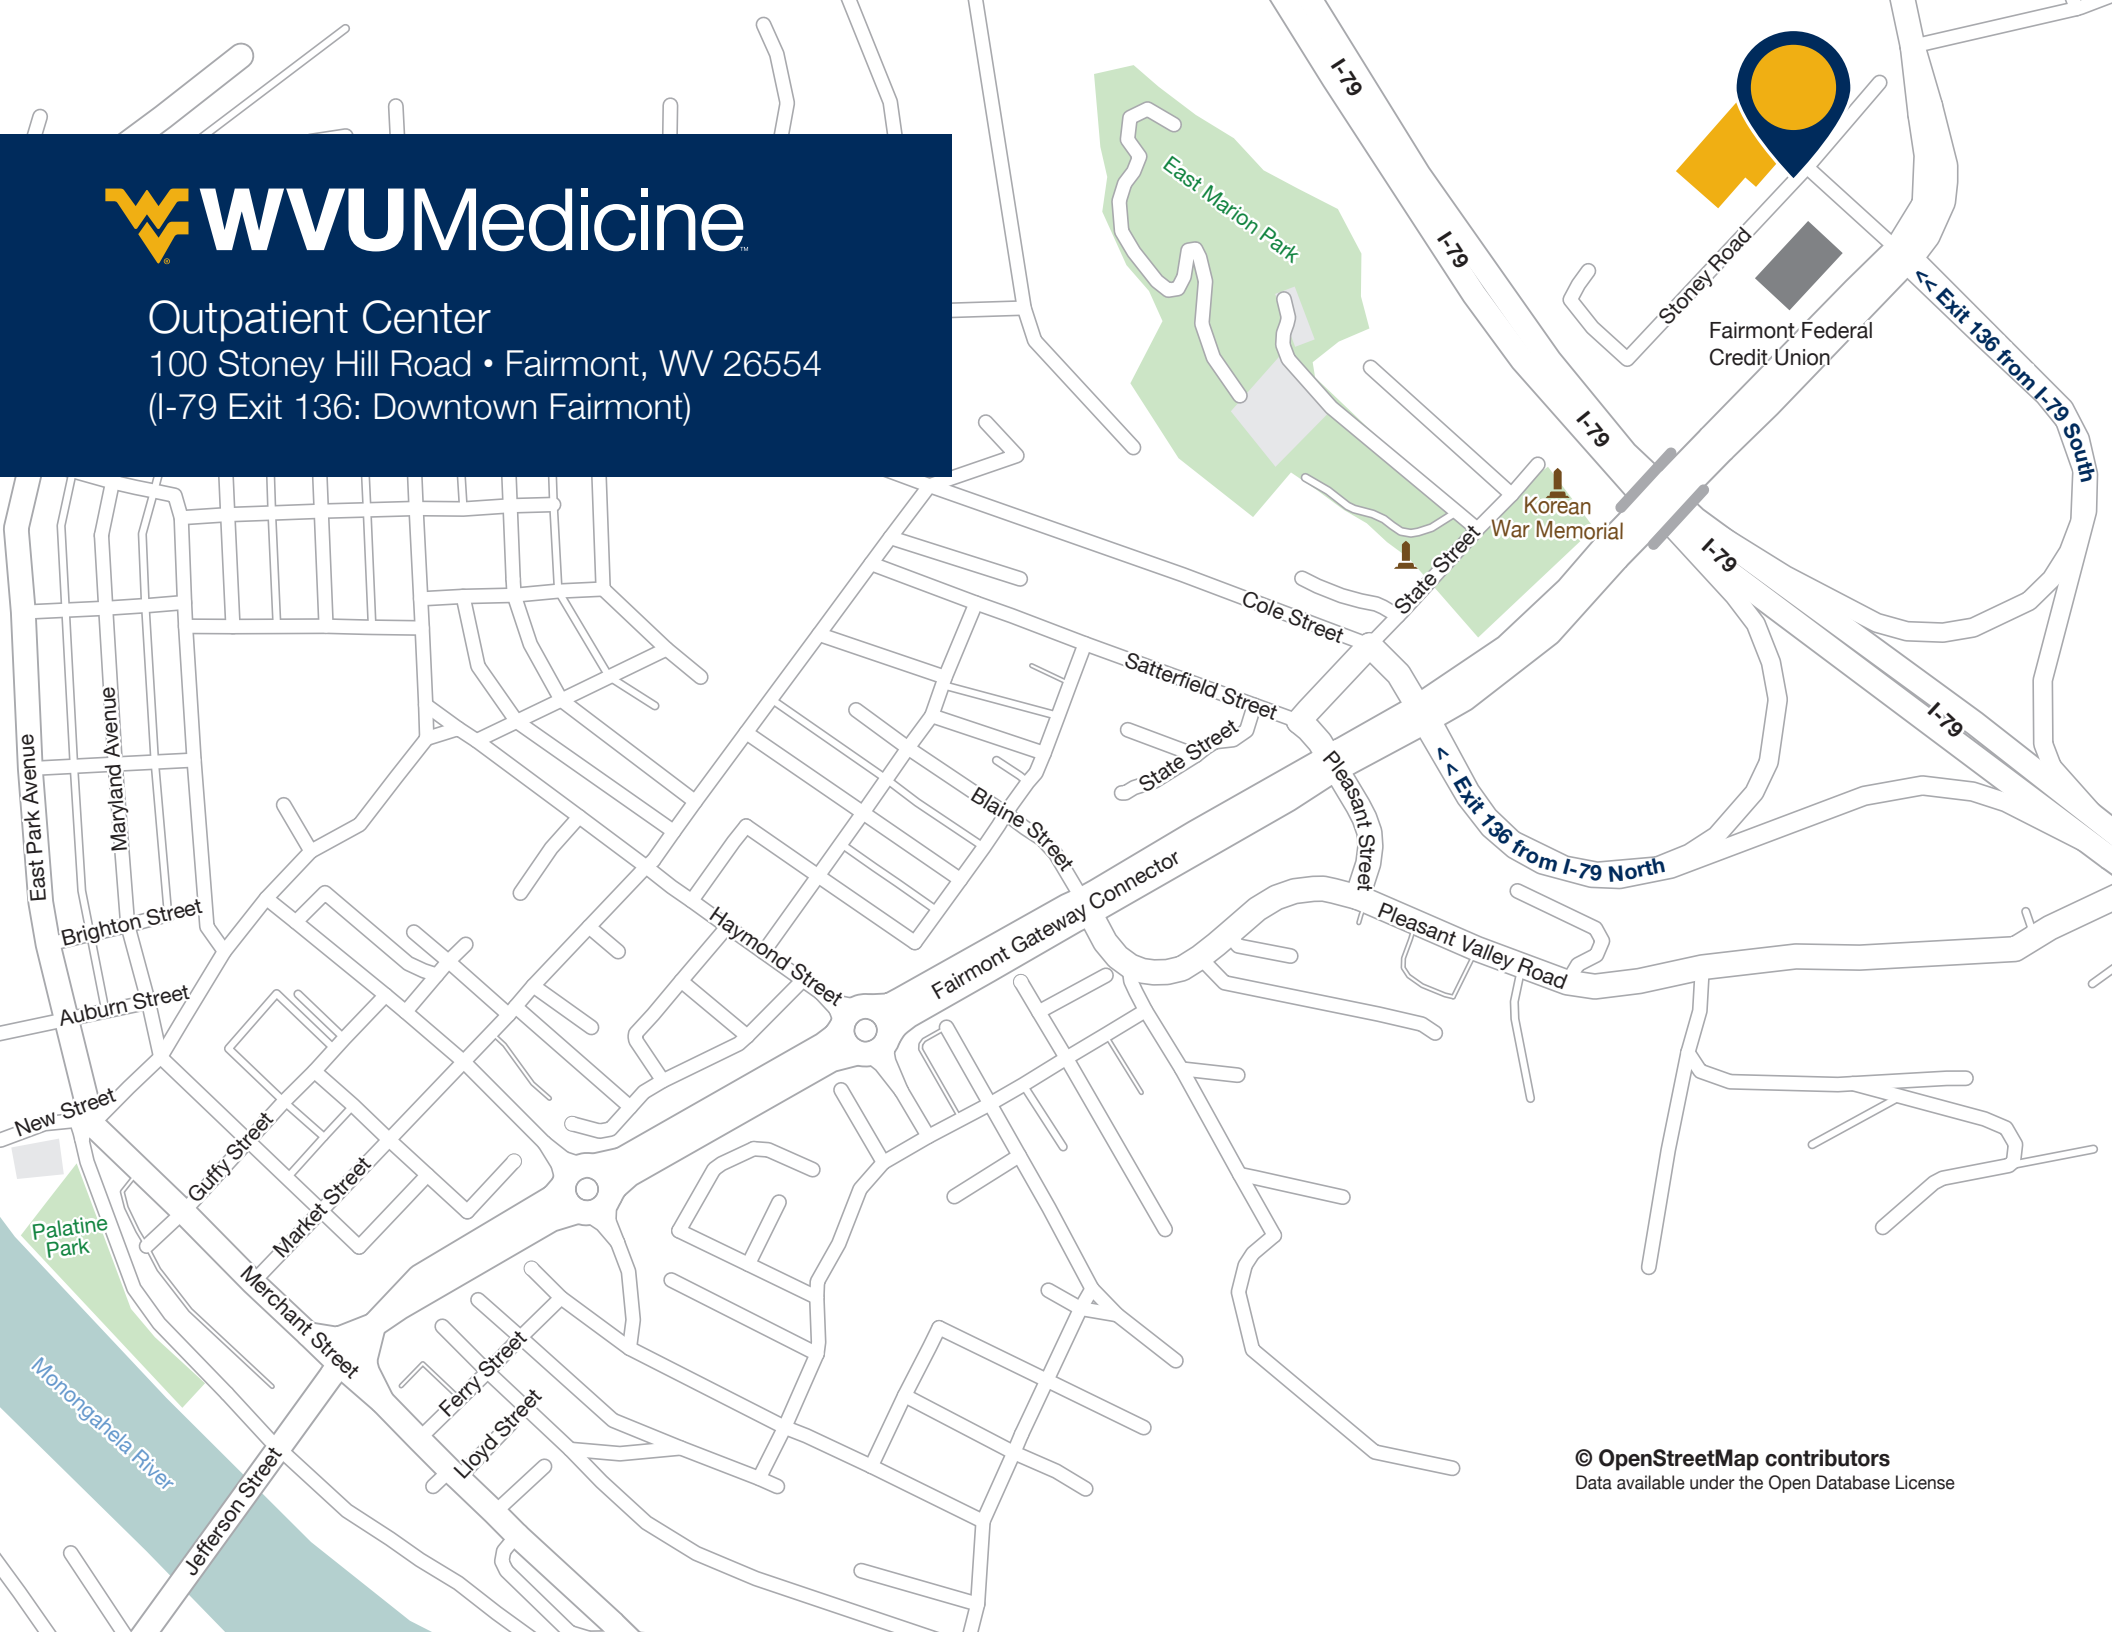 WVUMedicine™
®
Outpatient Center
100 Stoney Hill Road • Fairmont, WV 26554
(I-79 Exit 136: Downtown Fairmont)
I-79
East Marion Park
I-79
Stoney Road
Fairmont Federal
Credit Union
<< Exit 136 from I-79 South
I-79
Korean
War Memorial
I-79
State Street
Cole Street
Satterfield Street
State Street
I-79
Pleasant Street
<< Exit 136 from I-79 North
Maryland Avenue
East Park Avenue
Blaine Street
Fairmont Gateway Connector
Haymond Street
Pleasant Valley Road
Brighton Street
Auburn Street
New Street
Guffy Street
Market Street
Palatine
Park
Merchant Street
Monongahela River
Ferry Street
Lloyd Street
Jefferson Street
© OpenStreetMap contributors
Data available under the Open Database License